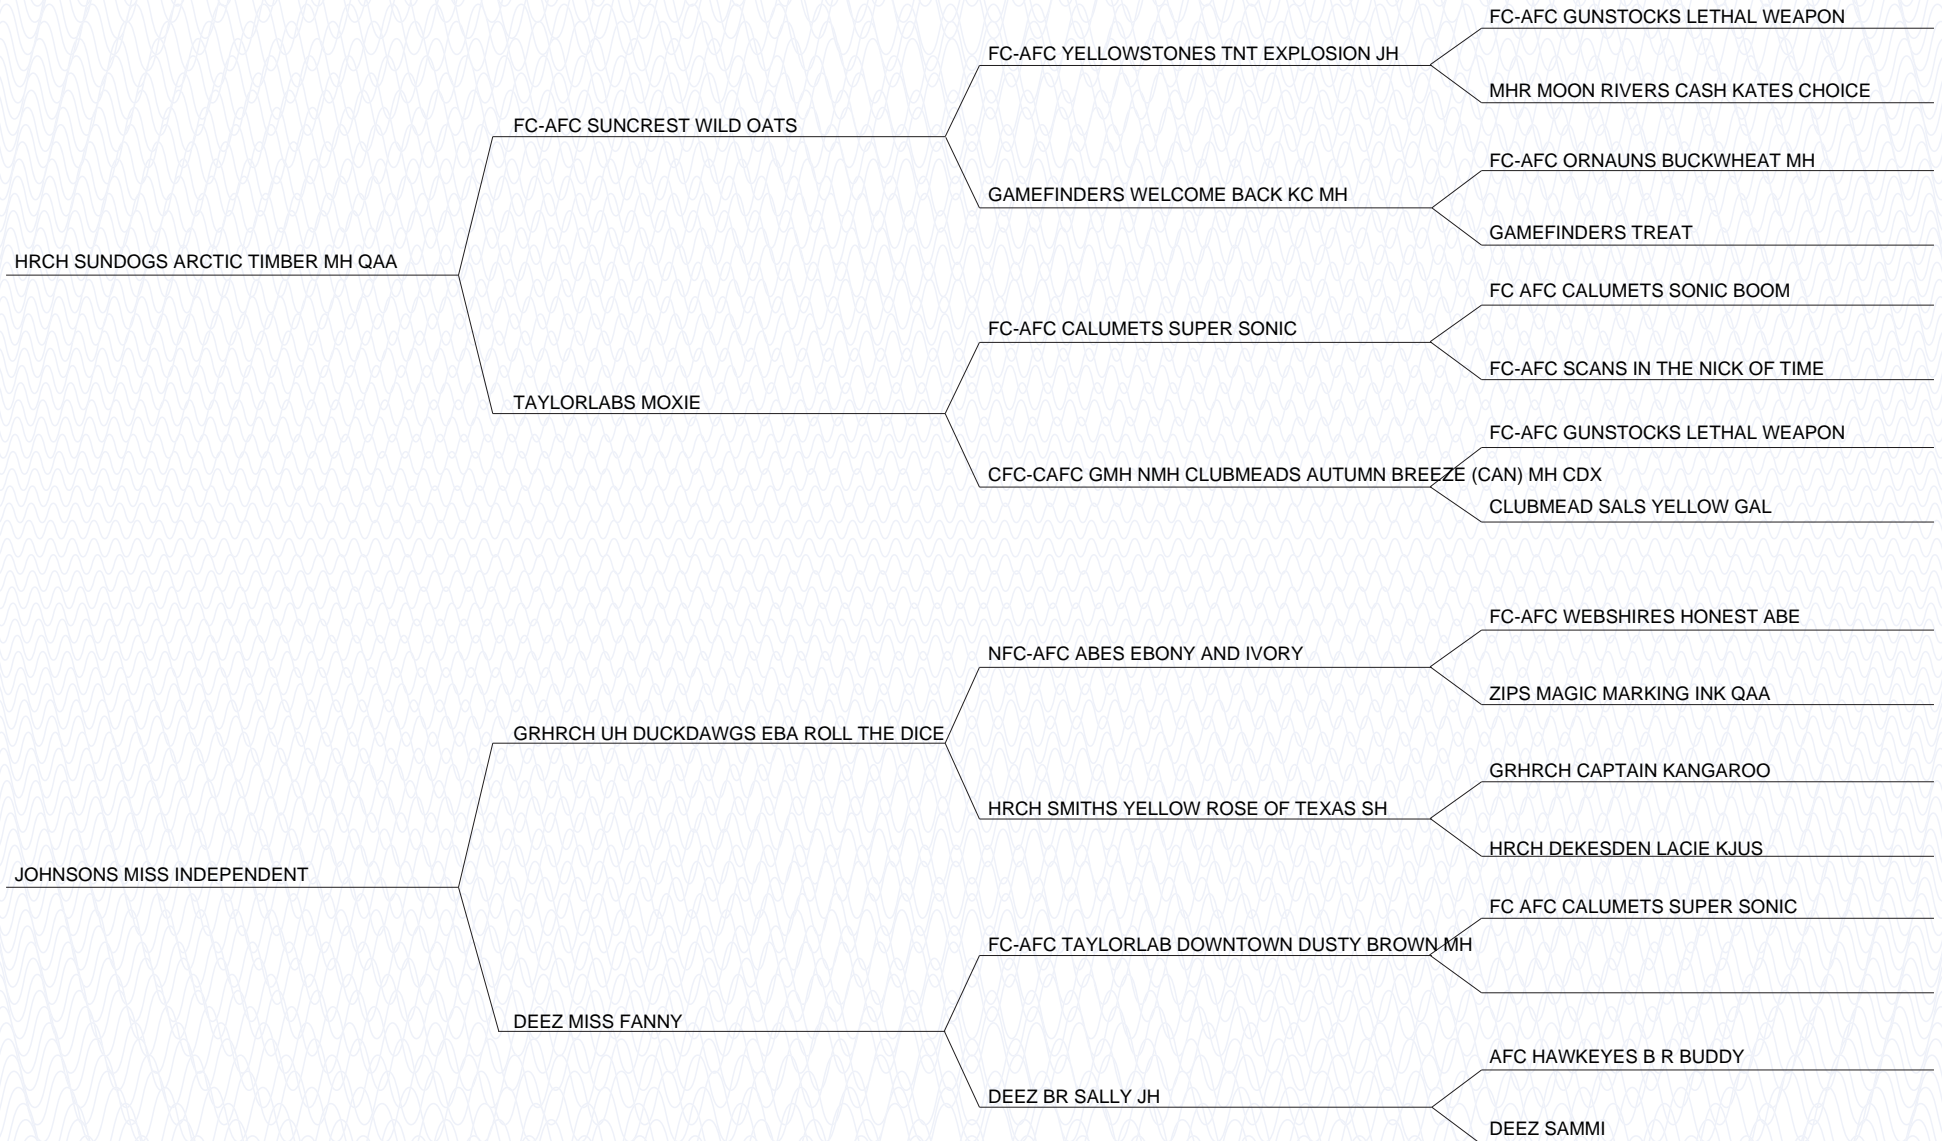 FC-AFC GUNSTOCKS LETHAL WEAPON
FC-AFC YELLOWSTONES TNT EXPLOSION JH
MHR MOON RIVERS CASH KATES CHOICE
FC-AFC SUNCREST WILD OATS
FC-AFC ORNAUNS BUCKWHEAT MH
GAMEFINDERS WELCOME BACK KC MH
GAMEFINDERS TREAT
HRCH SUNDOGS ARCTIC TIMBER MH QAA
FC AFC CALUMETS SONIC BOOM
FC-AFC CALUMETS SUPER SONIC
FC-AFC SCANS IN THE NICK OF TIME
TAYLORLABS MOXIE
FC-AFC GUNSTOCKS LETHAL WEAPON
CFC-CAFC GMH NMH CLUBMEADS AUTUMN BREEZE (CAN) MH CDX
CLUBMEAD SALS YELLOW GAL
FC-AFC WEBSHIRES HONEST ABE
NFC-AFC ABES EBONY AND IVORY
ZIPS MAGIC MARKING INK QAA
GRHRCH UH DUCKDAWGS EBA ROLL THE DICE
GRHRCH CAPTAIN KANGAROO
HRCH SMITHS YELLOW ROSE OF TEXAS SH
HRCH DEKESDEN LACIE KJUS
JOHNSONS MISS INDEPENDENT
FC AFC CALUMETS SUPER SONIC
FC-AFC TAYLORLAB DOWNTOWN DUSTY BROWN MH
DEEZ MISS FANNY
AFC HAWKEYES B R BUDDY
DEEZ BR SALLY JH
DEEZ SAMMI